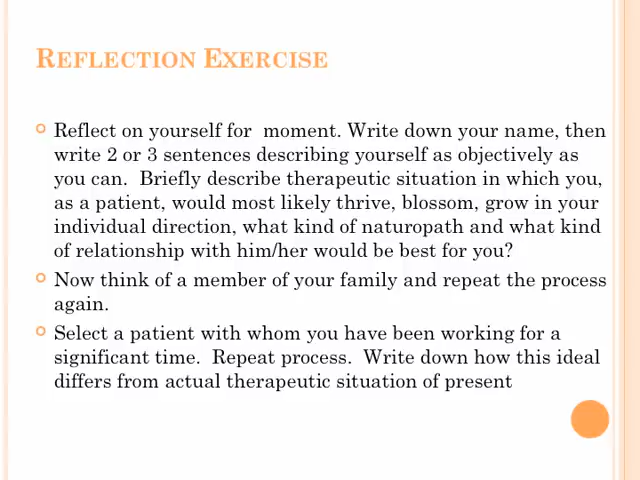 REFLECTION EXERCISE
Reflect on yourself for  moment. Write down your name, then
write 2 or 3 sentences describing yourself as objectively as
you can.  Briefly describe therapeutic situation in which you,
as a patient, would most likely thrive, blossom, grow in your
individual direction, what kind of naturopath and what kind
of relationship with him/her would be best for you?
Now think of a member of your family and repeat the process
again.
Select a patient with whom you have been working for a
significant time.  Repeat process.  Write down how this ideal
differs from actual therapeutic situation of present